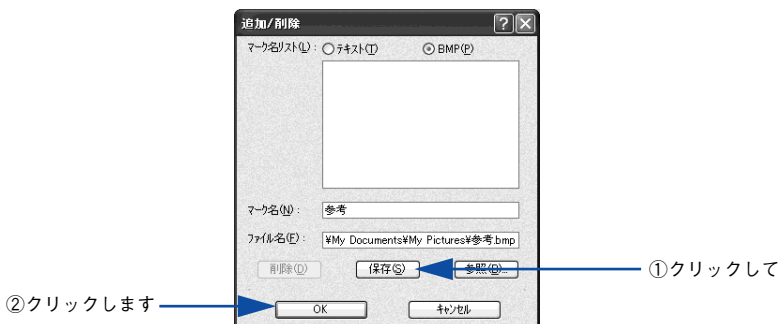 追加/削除
マーク名リスト(L): テキスト(T) BMP(P)
マーク名(N): 参考
ファイル名(F): ¥My Documents¥My Pictures¥参考.bmp
削除(D) 保存(S) 参照(B)...
①クリックして
②クリックします
OK キャンセル